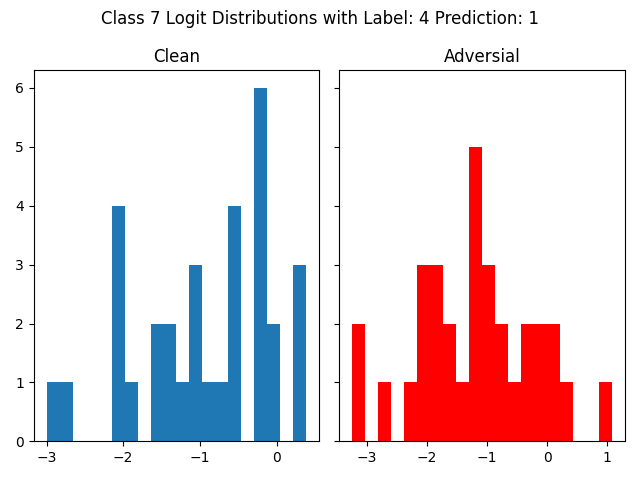 Class 7 Logit Distributions with Label: 4 Prediction: 1
Clean
Adversial
6
5
4
3
2
1
0
−3 −2 −1 0
−3 −2 −1 0 1